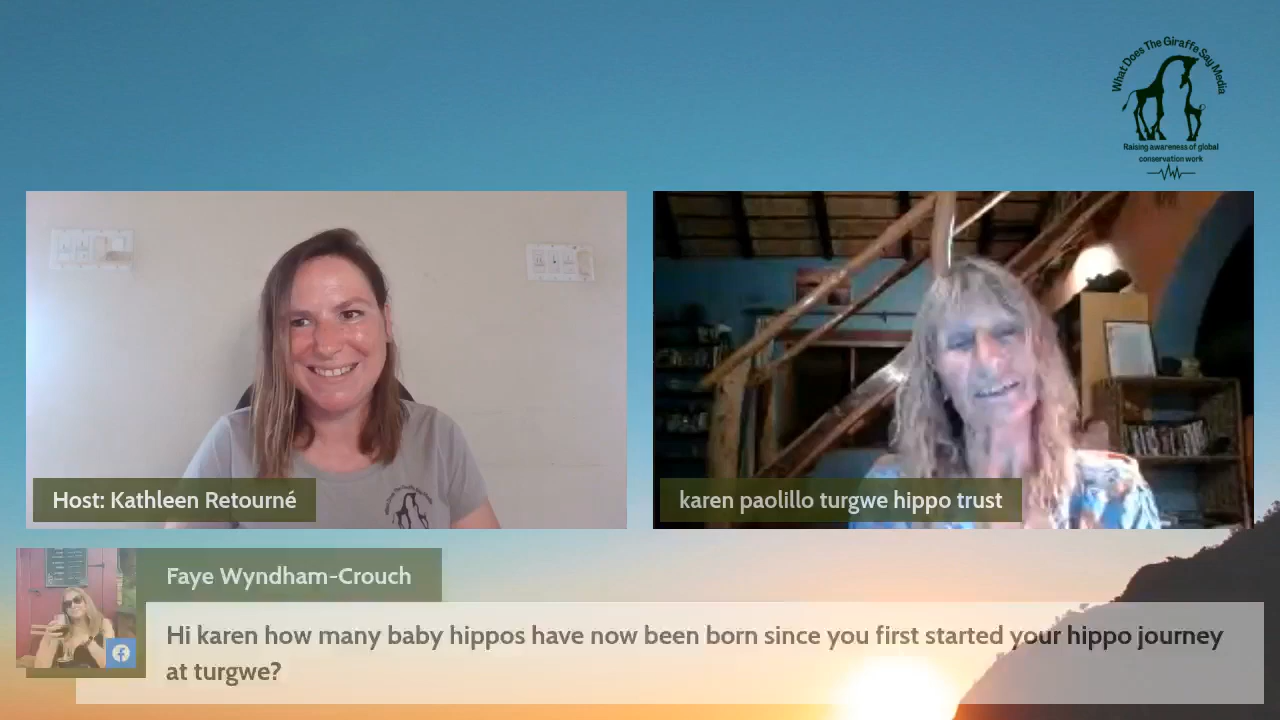 What Does The Giraffe Say Media
Raising awareness of global
conservation work
Host: Kathleen Retourné
karen paolillo turgwe hippo trust
Faye Wyndham-Crouch
Hi karen how many baby hippos have now been born since you first started your hippo journey
at turgwe?